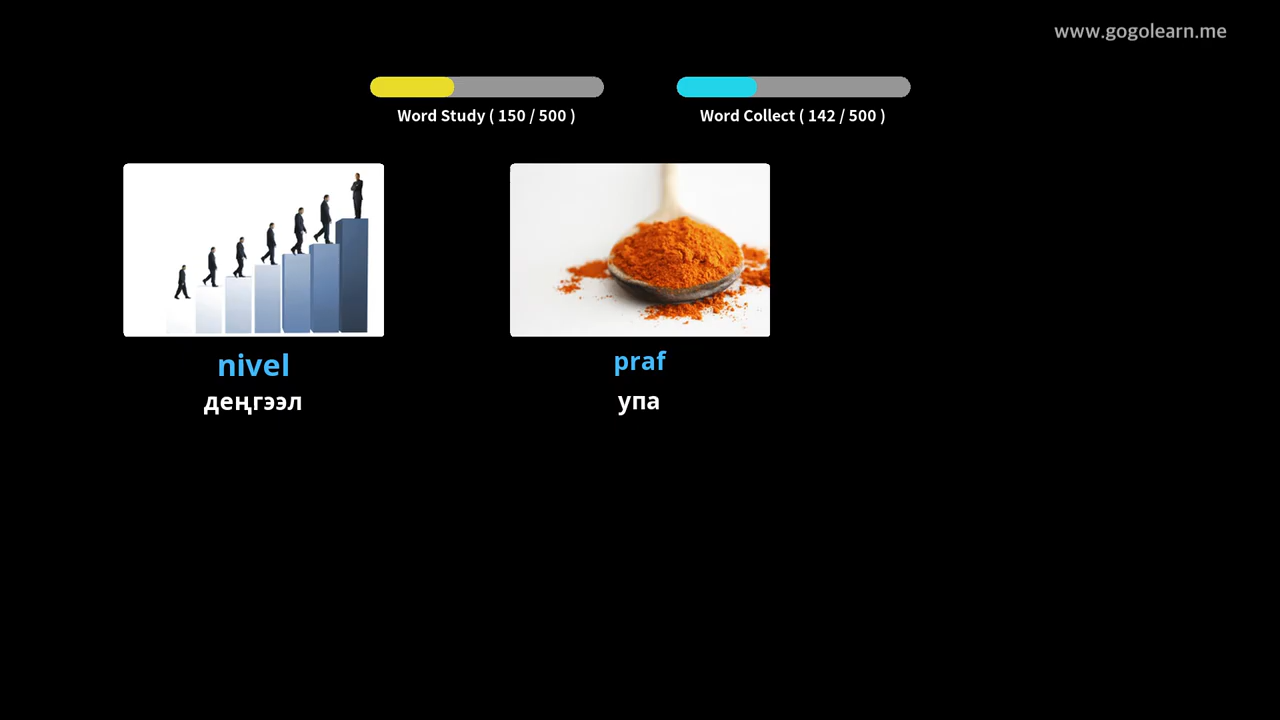 www.gogolearn.me
Word Study ( 150 / 500 )
Word Collect ( 142 / 500 )
nivel
деңгээл
praf
упа